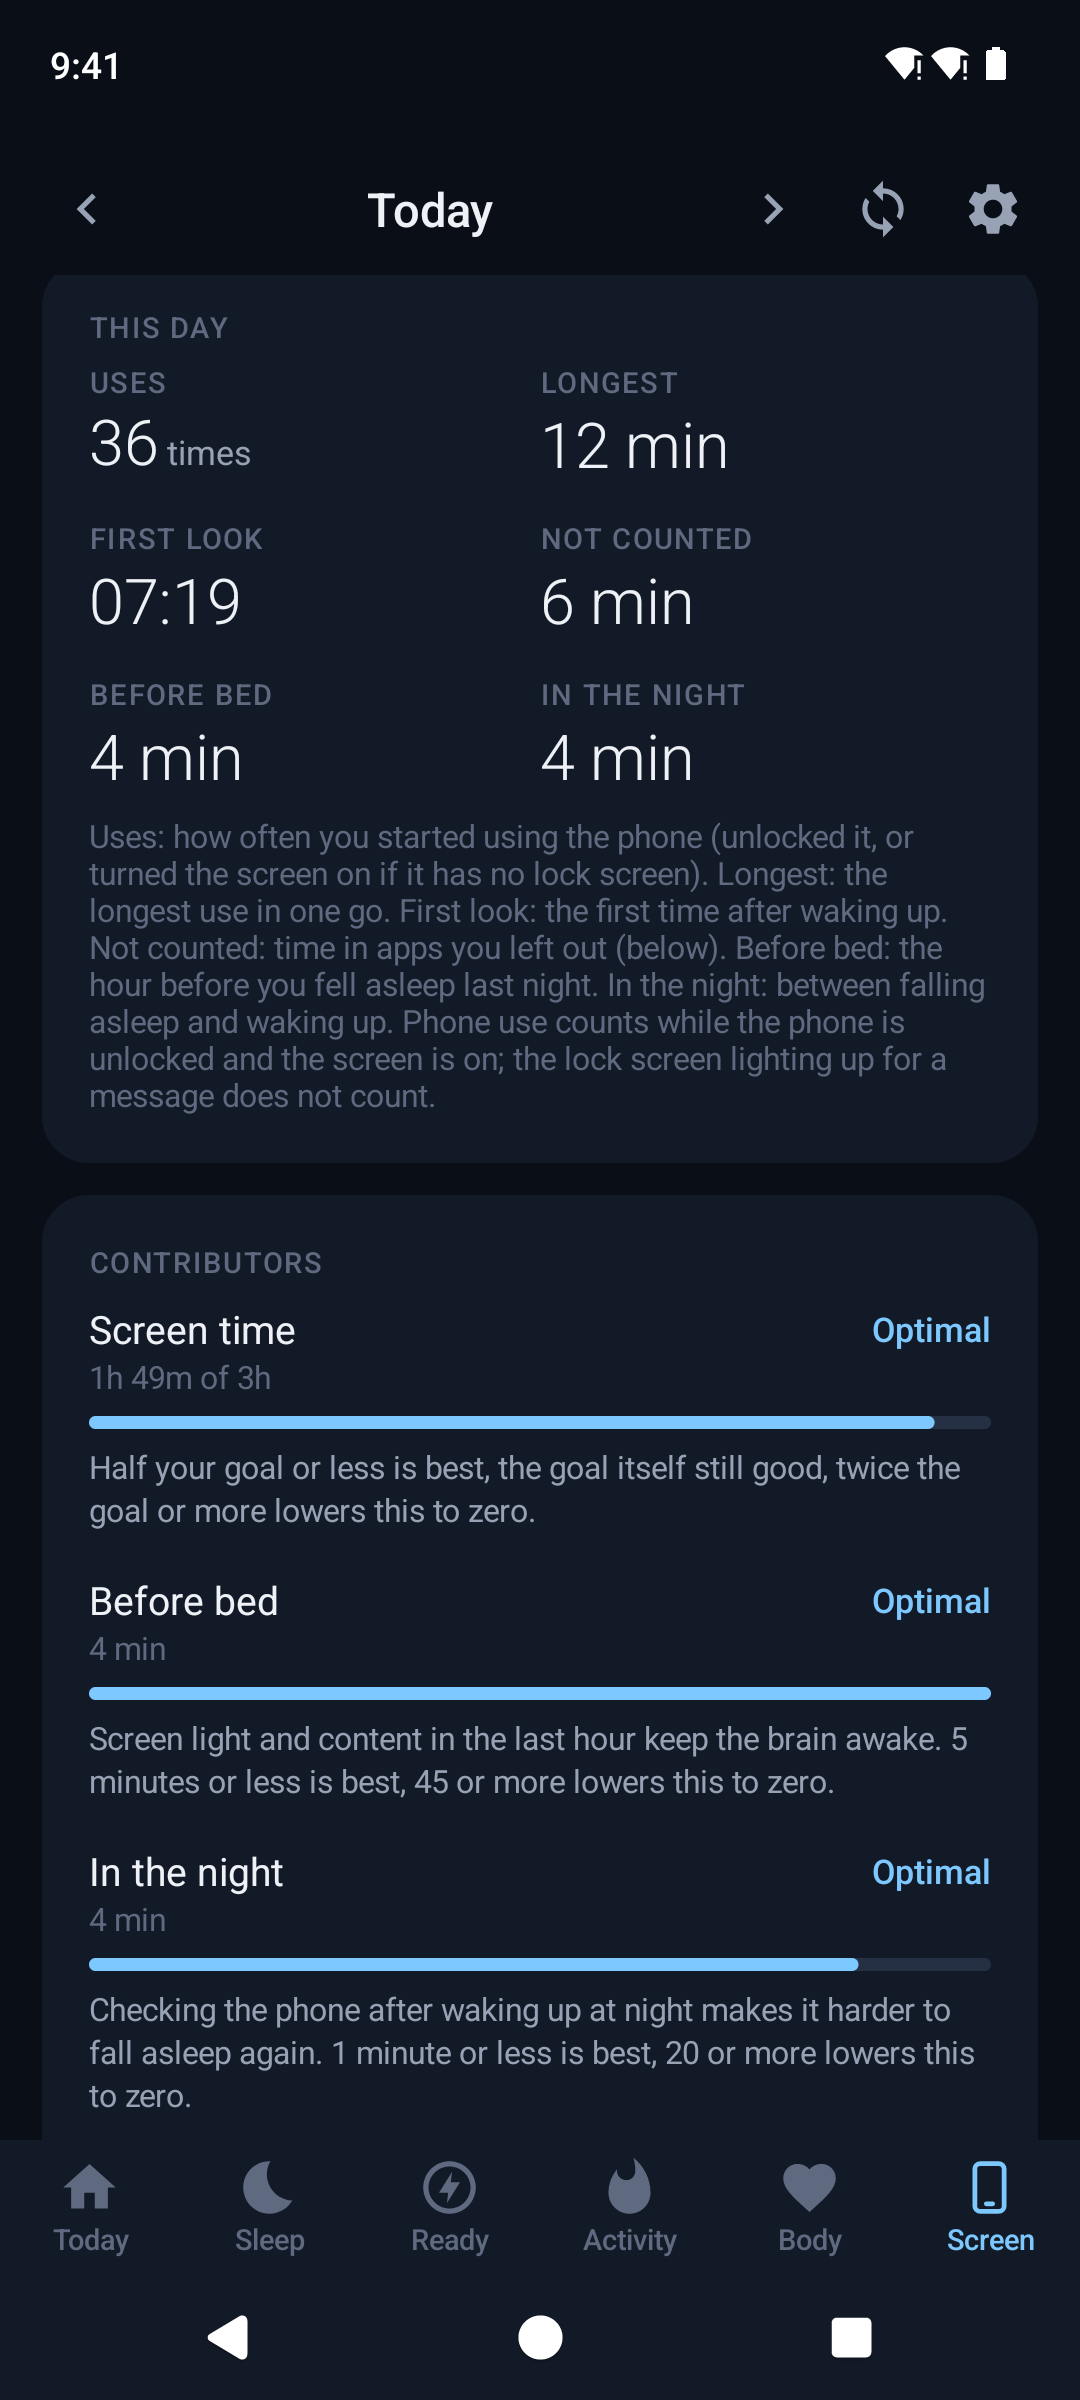 9:41
Today
THIS DAY
USES
LONGEST
36 times
12 min
FIRST LOOK
NOT COUNTED
07:19
6 min
BEFORE BED
IN THE NIGHT
4 min
4 min
Uses: how often you started using the phone (unlocked it, or
turned the screen on if it has no lock screen). Longest: the
longest use in one go. First look: the first time after waking up.
Not counted: time in apps you left out (below). Before bed: the
hour before you fell asleep last night. In the night: between falling
asleep and waking up. Phone use counts while the phone is
unlocked and the screen is on; the lock screen lighting up for a
message does not count.
CONTRIBUTORS
Screen time
Optimal
1h 49m of 3h
Half your goal or less is best, the goal itself still good, twice the
goal or more lowers this to zero.
Before bed
Optimal
4 min
Screen light and content in the last hour keep the brain awake. 5
minutes or less is best, 45 or more lowers this to zero.
In the night
Optimal
4 min
Checking the phone after waking up at night makes it harder to
fall asleep again. 1 minute or less is best, 20 or more lowers this
to zero.
Today
Sleep
Ready
Activity
Body
Screen